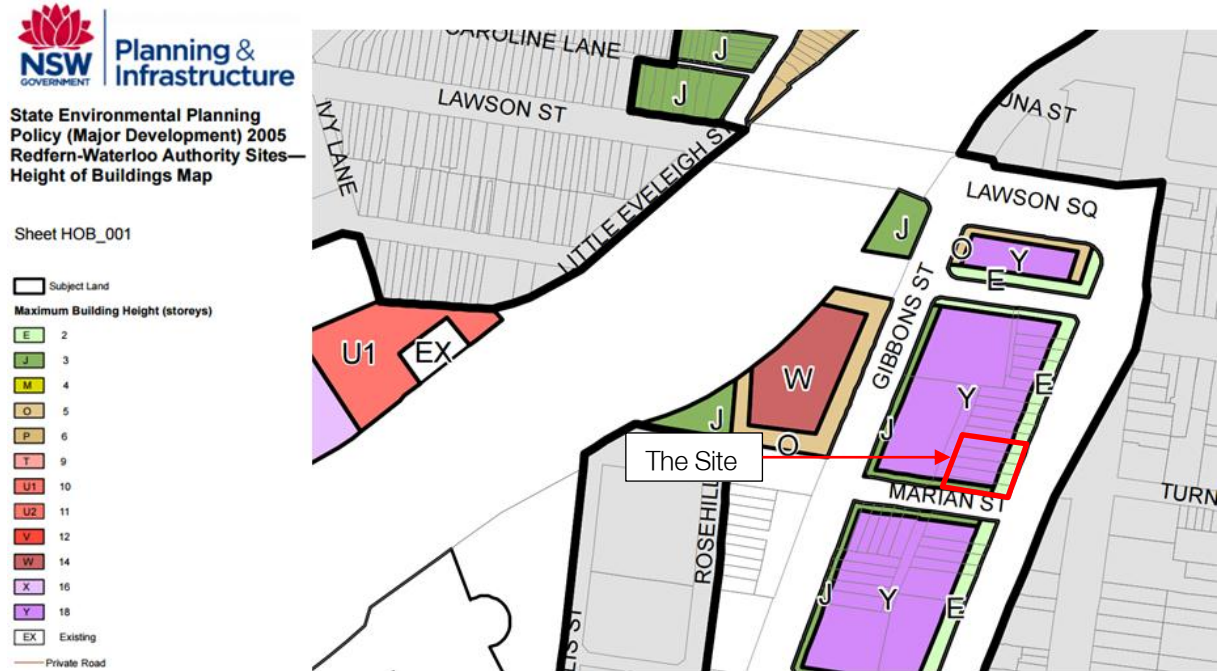 NSW
GOVERNMENT
Planning &
Infrastructure
State Environmental Planning
Policy (Major Development) 2005
Redfern-Waterloo Authority Sites—
Height of Buildings Map
Sheet HOB_001
Subject Land
Maximum Building Height (storeys)
E 2
J 3
M 4
O 5
P 6
T 9
U1 10
U2 11
V 12
W 14
X 16
Y 18
EX Existing
Private Road
CAROLINE LANE
J
J
LAWSON ST
IVY LANE
LITTLE EVELEIGH ST
UNA ST
LAWSON SQ
J
O
Y
E
GIBBONS ST
U1
EX
W
J
O
Y
E
J
The Site
MARIAN ST
ROSEHILL
TURN
J
Y
E
LIS ST